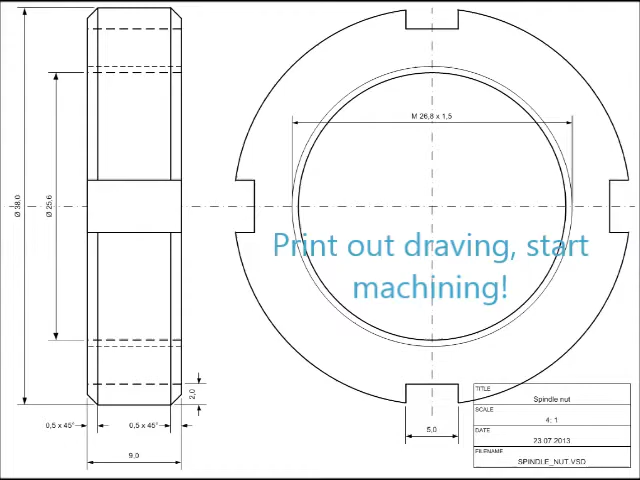 M 26,8 x 1,5
Ø 38.0
Ø 25.6
Print out draving, start
machining!
2,0
0,5 x 45°
0,5 x 45°
9,0
5,0
TITLE
Spindle nut
SCALE
4: 1
DATE
23.07.2013
FILENAME
SPINDLE_NUT.VSD